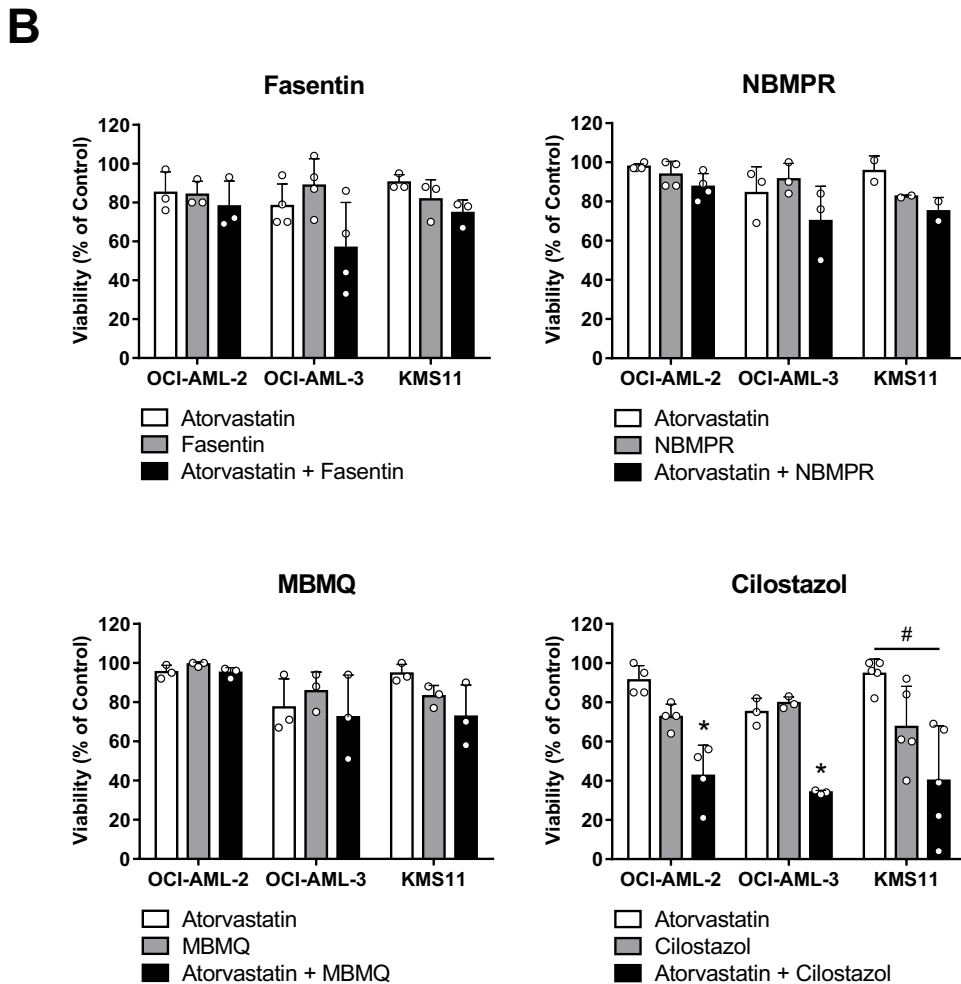 B
Fasentin
Viability (% of Control)
120
100
80
60
40
20
0
OCI-AML-2 OCI-AML-3 KMS11
Atorvastatin
Fasentin
Atorvastatin + Fasentin
NBMPR
Viability (% of Control)
120
100
80
60
40
20
0
OCI-AML-2 OCI-AML-3 KMS11
Atorvastatin
NBMPR
Atorvastatin + NBMPR
MBMQ
Viability (% of Control)
120
100
80
60
40
20
0
OCI-AML-2 OCI-AML-3 KMS11
Atorvastatin
MBMQ
Atorvastatin + MBMQ
Cilostazol
Viability (% of Control)
120
100
80
60
40
20
0
#
*
*
OCI-AML-2 OCI-AML-3 KMS11
Atorvastatin
Cilostazol
Atorvastatin + Cilostazol